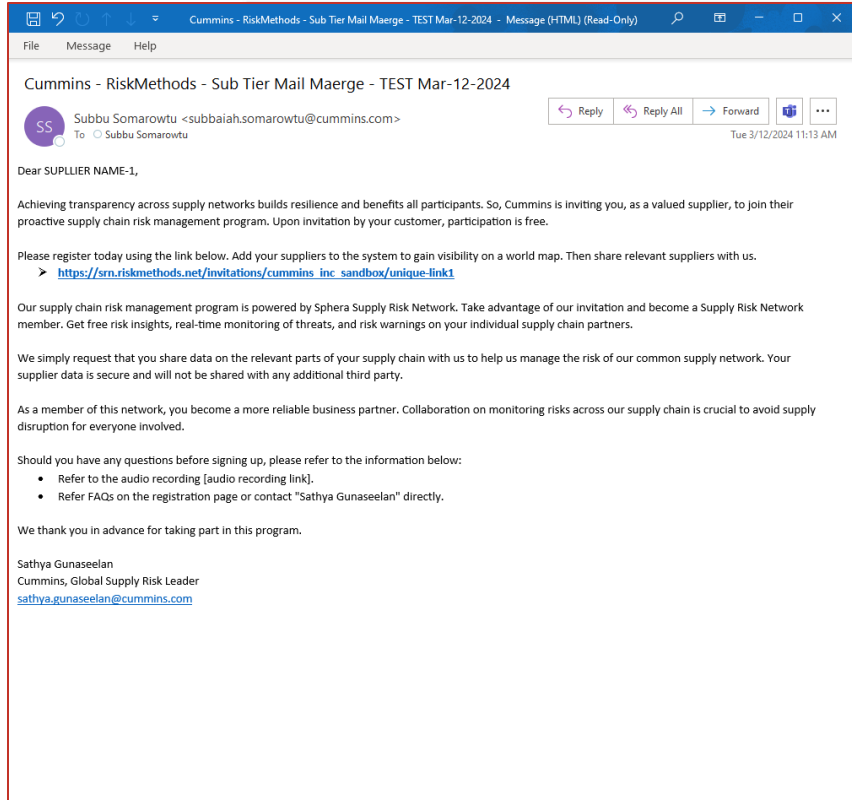 Cummins - RiskMethods - Sub Tier Mail Maerge - TEST Mar-12-2024 - Message (HTML) (Read-Only)
File Message Help
Cummins - RiskMethods - Sub Tier Mail Maerge - TEST Mar-12-2024
SS
Subbu Somarowtu <subbaiah.somarowtu@cummins.com>
To Subbu Somarowtu
Reply Reply All Forward
Tue 3/12/2024 11:13 AM
Dear SUPLLIER NAME-1,
Achieving transparency across supply networks builds resilience and benefits all participants. So, Cummins is inviting you, as a valued supplier, to join their
proactive supply chain risk management program. Upon invitation by your customer, participation is free.
Please register today using the link below. Add your suppliers to the system to gain visibility on a world map. Then share relevant suppliers with us.
➢ https://srn.riskmethods.net/invitations/cummins_inc_sandbox/unique-link1
Our supply chain risk management program is powered by Sphera Supply Risk Network. Take advantage of our invitation and become a Supply Risk Network
member. Get free risk insights, real-time monitoring of threats, and risk warnings on your individual supply chain partners.
We simply request that you share data on the relevant parts of your supply chain with us to help us manage the risk of our common supply network. Your
supplier data is secure and will not be shared with any additional third party.
As a member of this network, you become a more reliable business partner. Collaboration on monitoring risks across our supply chain is crucial to avoid supply
disruption for everyone involved.
Should you have any questions before signing up, please refer to the information below:
• Refer to the audio recording [audio recording link].
• Refer FAQs on the registration page or contact "Sathya Gunaseelan" directly.
We thank you in advance for taking part in this program.
Sathya Gunaseelan
Cummins, Global Supply Risk Leader
sathya.gunaseelan@cummins.com